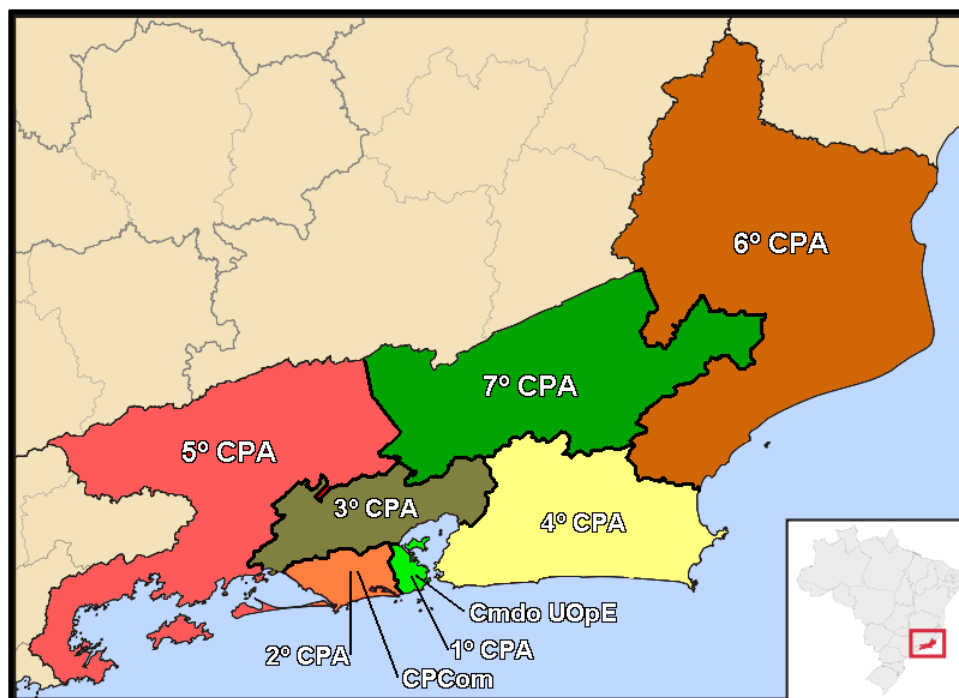 6º CPA
7º CPA
5º CPA
3º CPA
4º CPA
Cmdo UOpE
2º CPA
1º CPA
CPCom